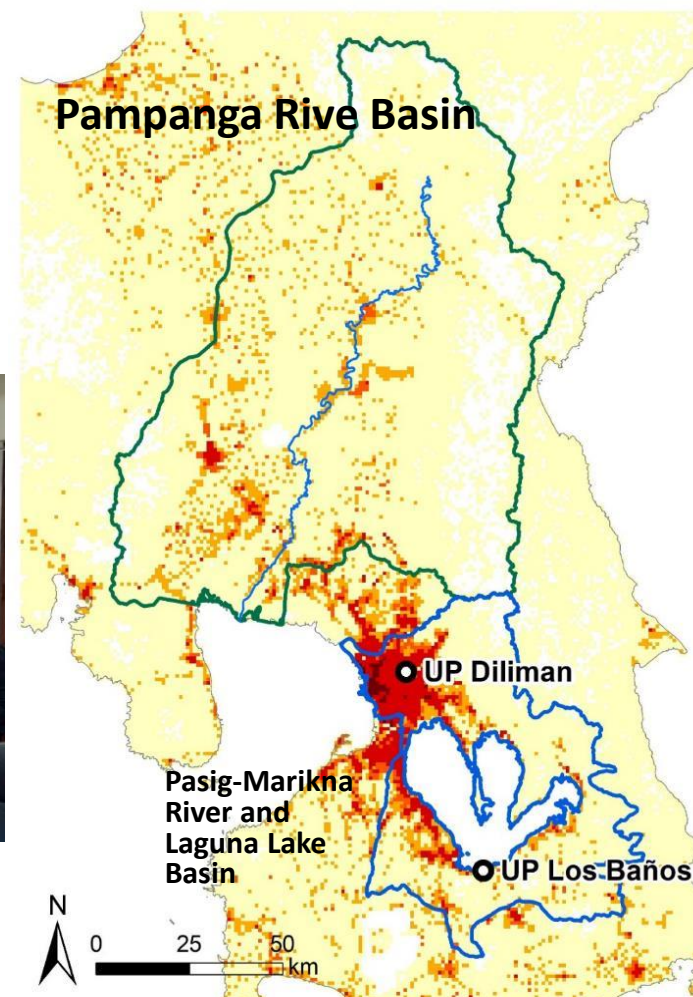 Pampanga Rive Basin
UP Diliman
Pasig-Marikna
River and
Laguna Lake
Basin
UP Los Baños
N
0 25 50
km